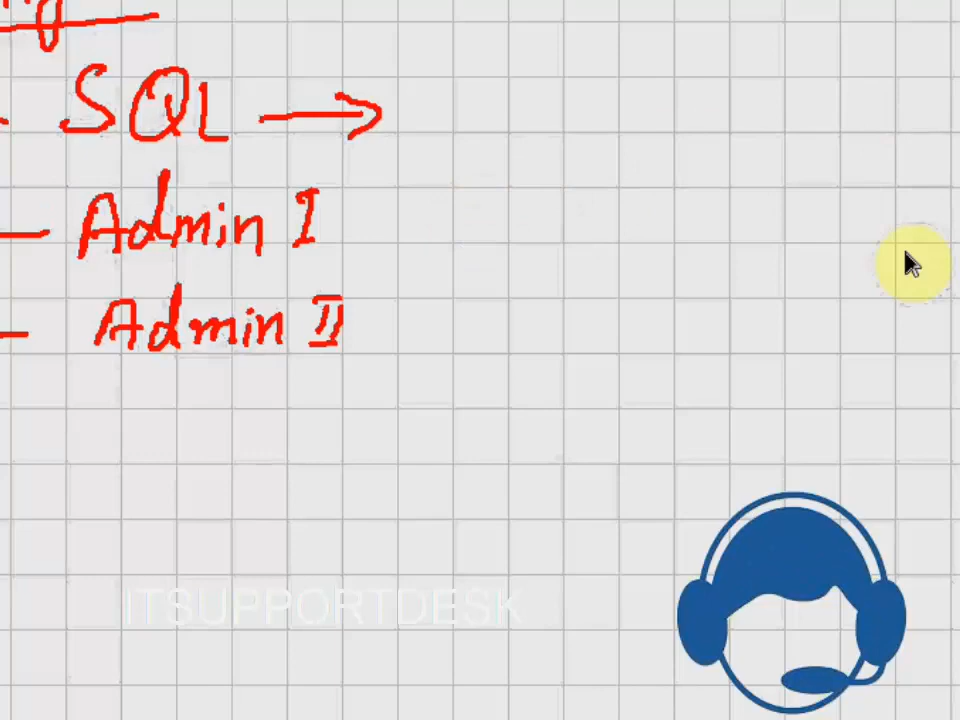 SQL →
— Admin I
— Admin II
ITSUPPORTDESK